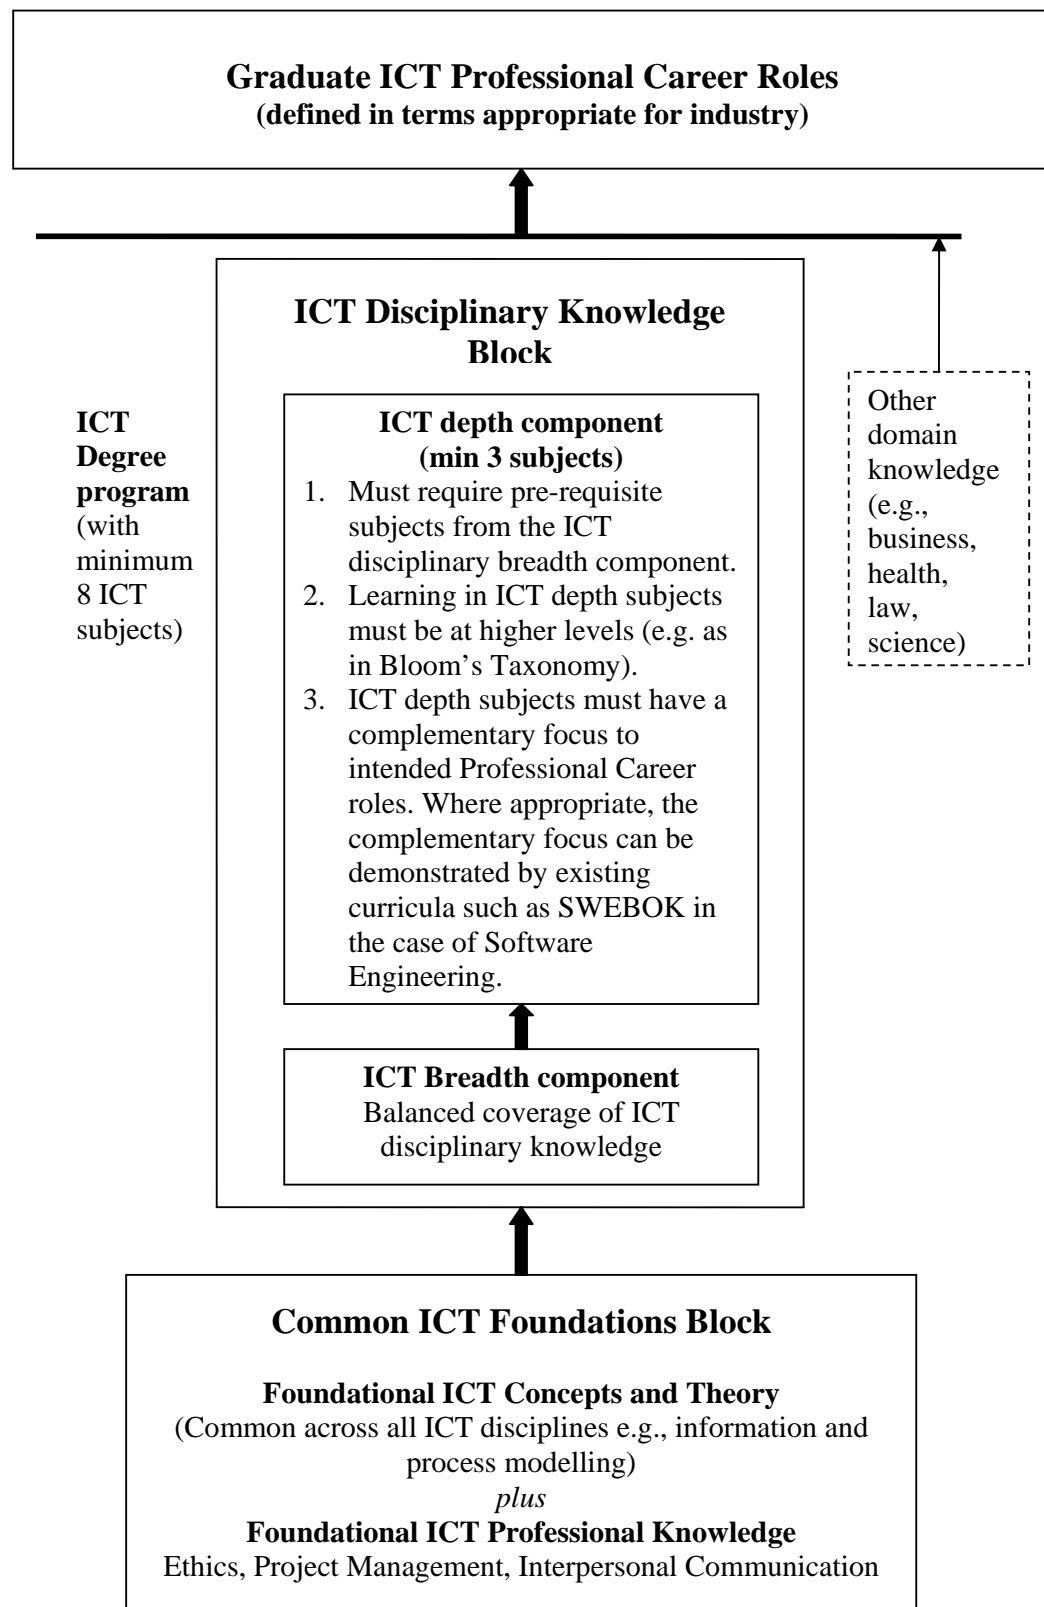 Graduate ICT Professional Career Roles
(defined in terms appropriate for industry)
ICT Disciplinary Knowledge
Block
ICT
Degree
program
(with
minimum
8 ICT
subjects)
ICT depth component
(min 3 subjects)
1. Must require pre-requisite
subjects from the ICT
disciplinary breadth component.
2. Learning in ICT depth subjects
must be at higher levels (e.g. as
in Bloom’s Taxonomy).
3. ICT depth subjects must have a
complementary focus to
intended Professional Career
roles. Where appropriate, the
complementary focus can be
demonstrated by existing
curricula such as SWEBOK in
the case of Software
Engineering.
Other
domain
knowledge
(e.g.,
business,
health,
law,
science)
ICT Breadth component
Balanced coverage of ICT
disciplinary knowledge
Common ICT Foundations Block
Foundational ICT Concepts and Theory
(Common across all ICT disciplines e.g., information and
process modelling)
plus
Foundational ICT Professional Knowledge
Ethics, Project Management, Interpersonal Communication